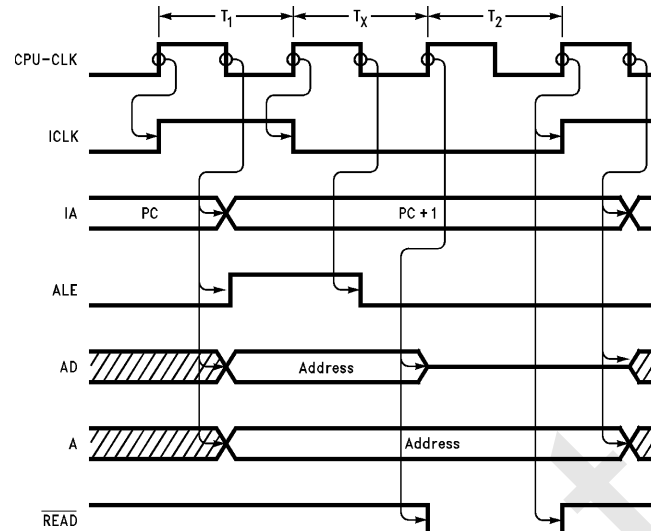 T1 TX T2
CPU-CLK
ICLK
IA PC PC+1
ALE
AD Address
A Address
READ
t